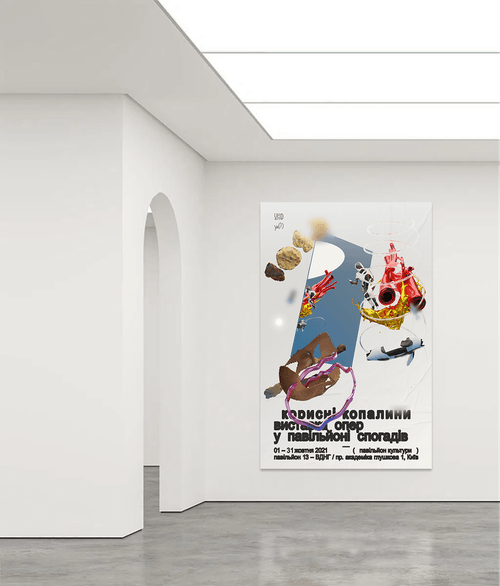 корисні копалини
виставка опер
у павільйоні спогадів
01 – 31 жовтня 2021 ( павільйон культури )
павільйон 13 – ВДНГ / пр. академіка глушкова 1, Київ